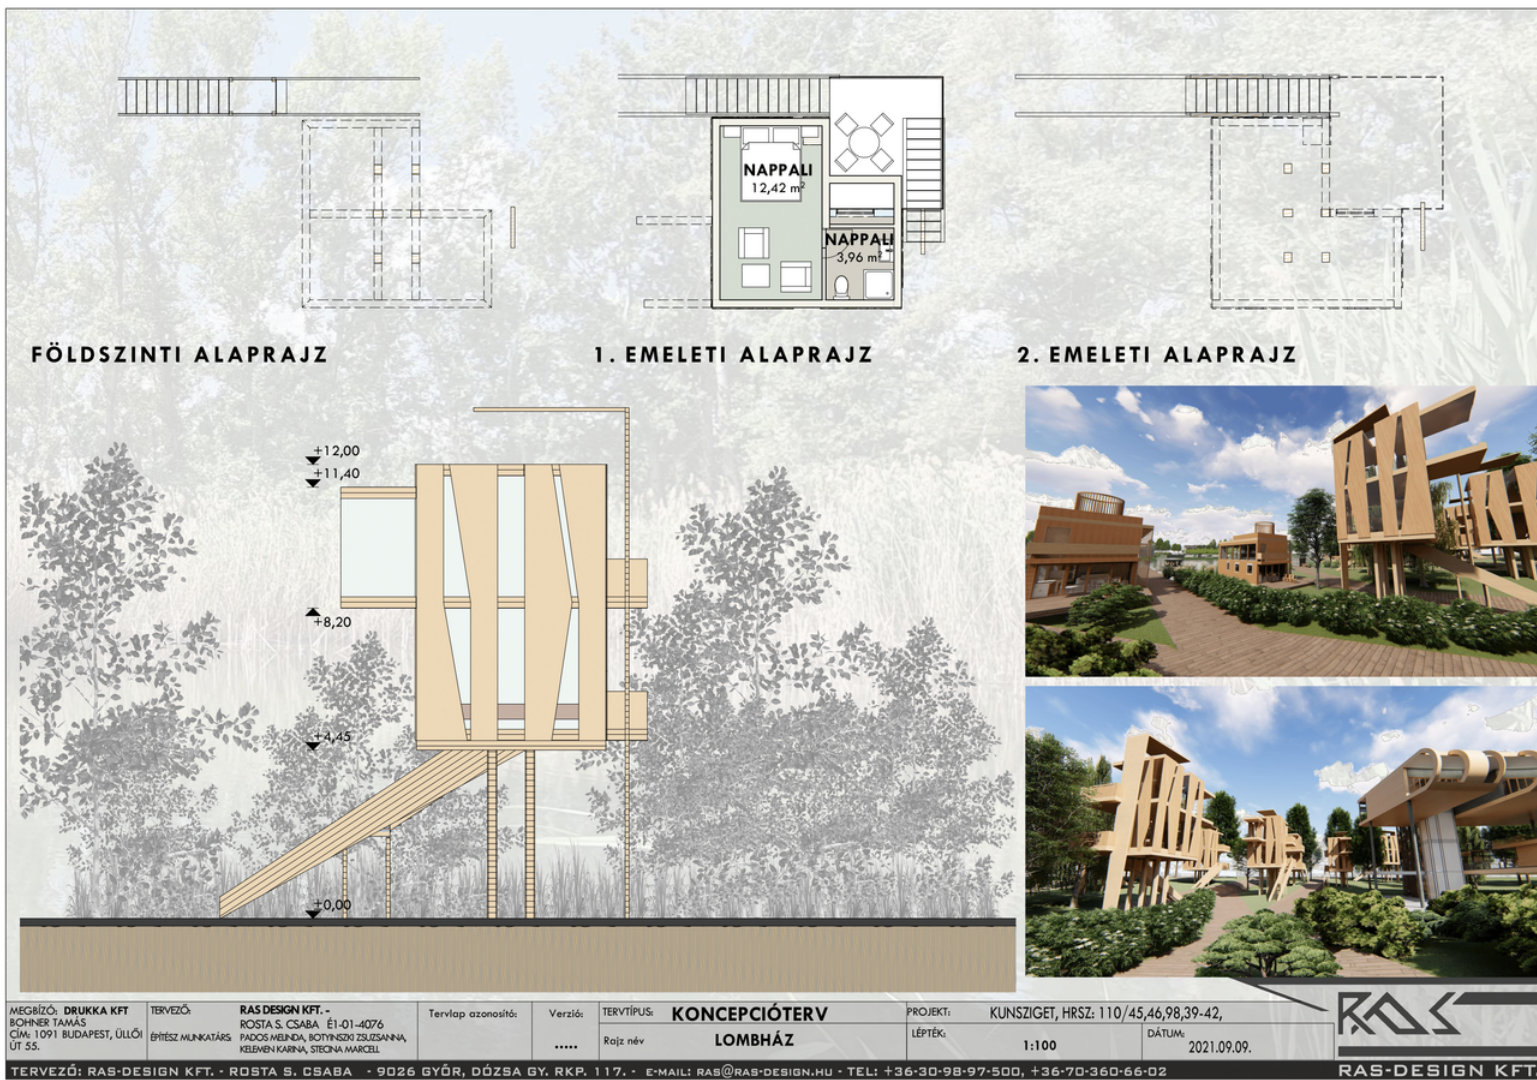 NAPPALI
12,42 m²
NAPPALI
3,96 m²
FÖLDSZINTI ALAPRAJZ
1. EMELETI ALAPRAJZ
2. EMELETI ALAPRAJZ
+12,00
+11,40
+8,20
+4,45
+0,00
MEGBÍZÓ: DRUKKA KFT
BOHNER TAMÁS
CÍM: 1091 BUDAPEST, ÜLLŐI
ÚT 55.
TERVEZŐ:
RAS DESIGN KFT. -
ROSTA S. CSABA É1-01-4076
ÉPÍTÉSZ MUNKATÁRS:
PADOS MELINDA, BOTYINSZKI ZSUZSANNA,
KELEMEN KARINA, STECINA MARCELL
Tervlap azonosító:
Verzió:
.....
TERVTÍPUS: KONCEPCIÓTERV
Rajz név LOMBHÁZ
PROJEKT: KUNSZIGET, HRSZ: 110/45,46,98,39-42,
LÉPTÉK:
1:100
DÁTUM:
2021.09.09.
RAS
TERVEZŐ: RAS-DESIGN KFT. - ROSTA S. CSABA - 9026 GYŐR, DÓZSA GY. RKP. 117. - E-MAIL: RAS@RAS-DESIGN.HU - TEL: +36-30-98-97-500, +36-70-360-66-02
RAS-DESIGN KFT.